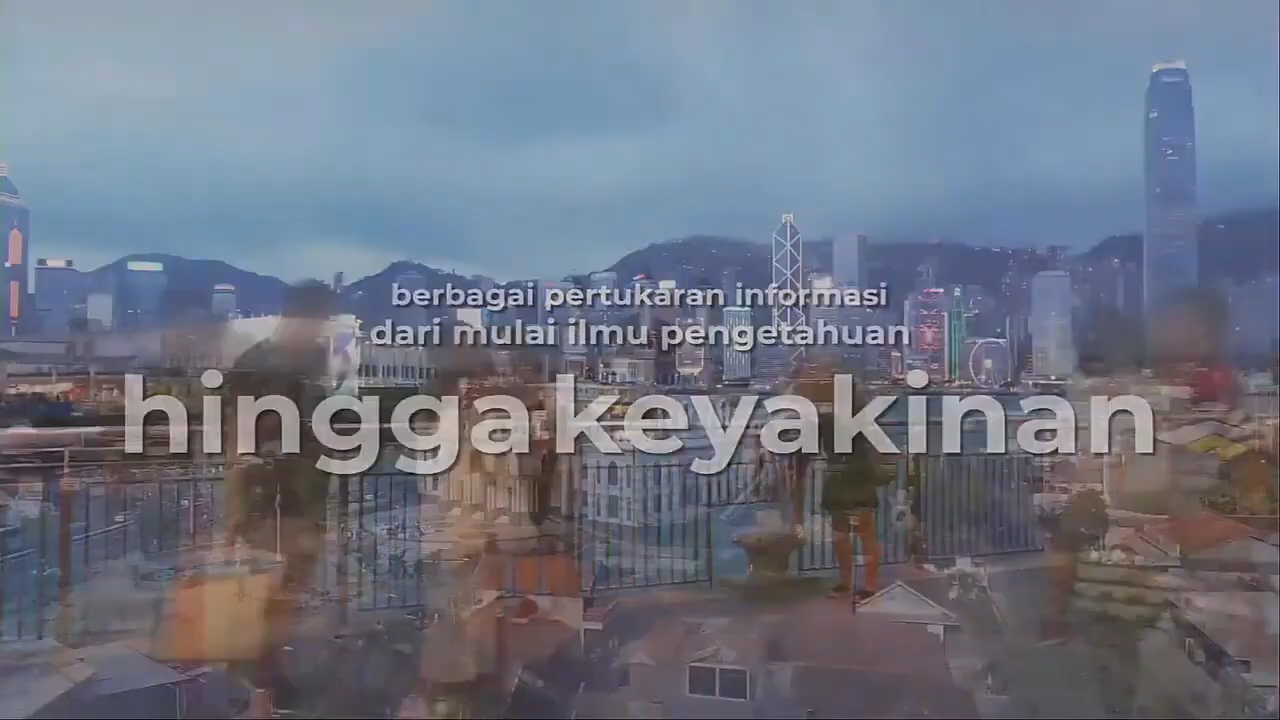 berbagai pertukaran informasi
dari mulai ilmu pengetahuan
hingga keyakinan